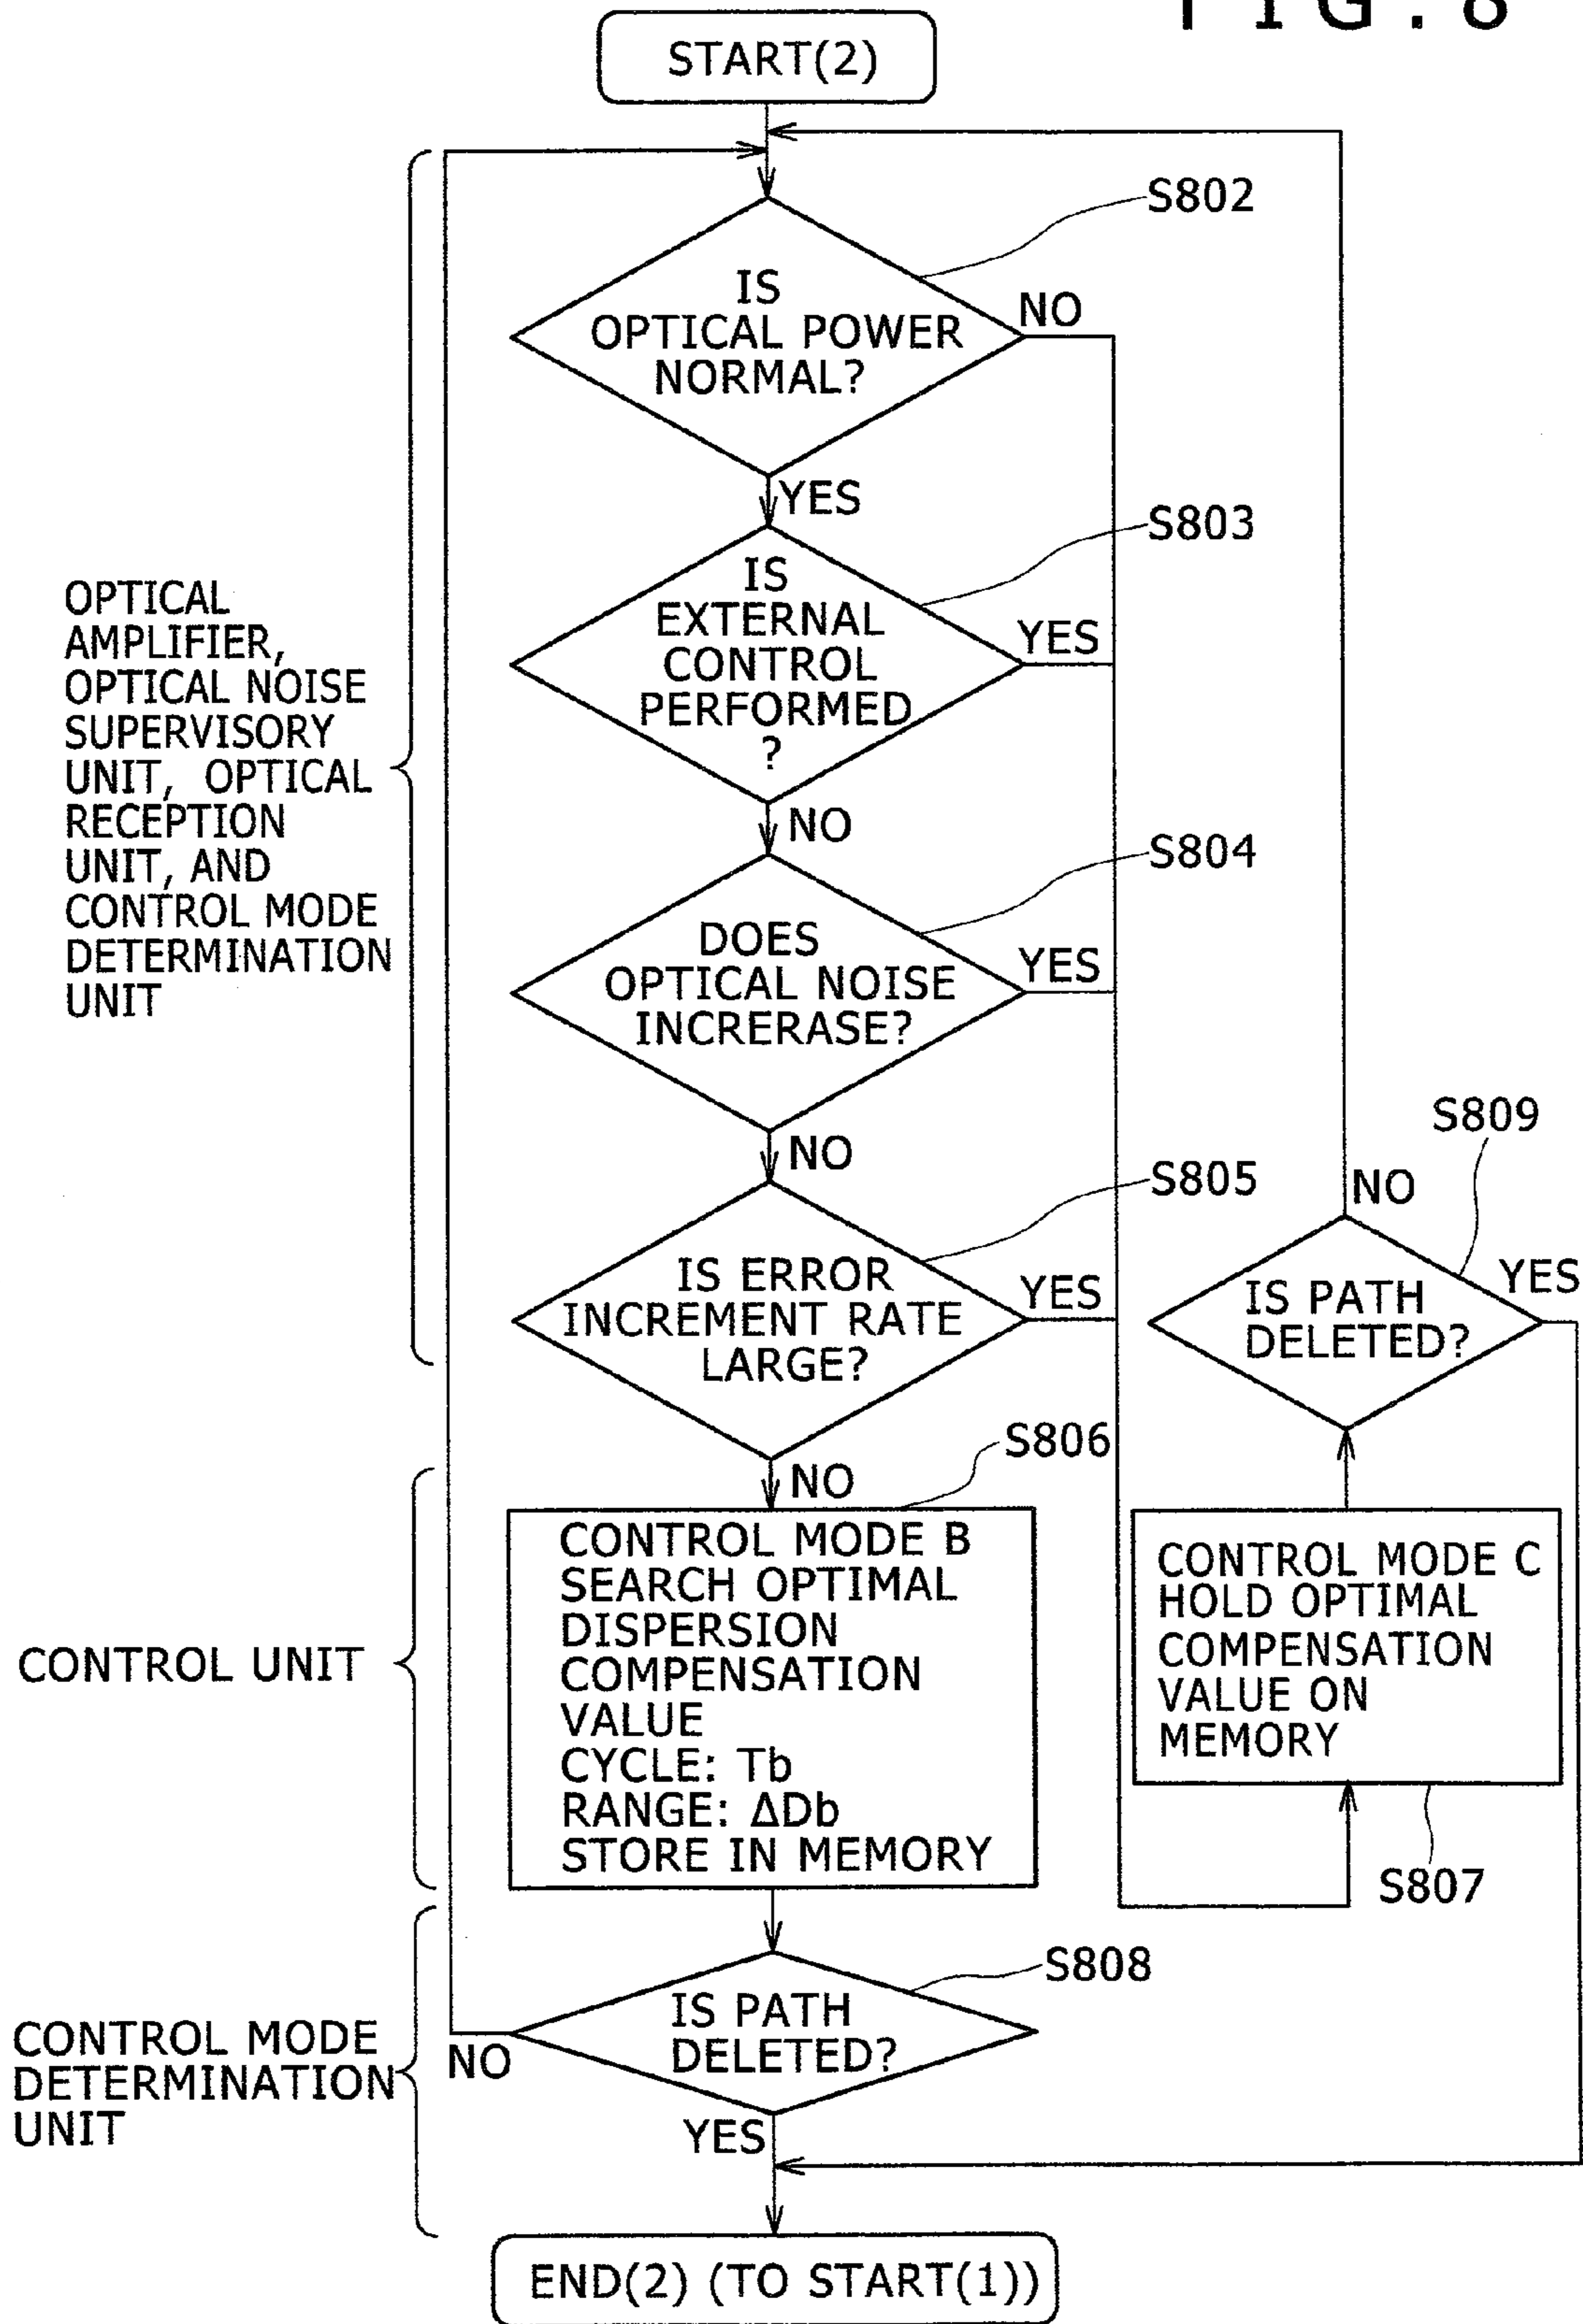 FIG.8
START(2)
S802
IS
OPTICAL POWER
NORMAL?
NO
YES
S803
IS
EXTERNAL
CONTROL
PERFORMED
?
YES
NO
OPTICAL
AMPLIFIER,
OPTICAL NOISE
SUPERVISORY
UNIT, OPTICAL
RECEPTION
UNIT, AND
CONTROL MODE
DETERMINATION
UNIT
S804
DOES
OPTICAL NOISE
INCRERASE?
YES
NO
S805
IS ERROR
INCREMENT RATE
LARGE?
YES
NO
S809
NO
IS PATH
DELETED?
YES
S806
CONTROL UNIT
CONTROL MODE B
SEARCH OPTIMAL
DISPERSION
COMPENSATION
VALUE
CYCLE: Tb
RANGE: ΔDb
STORE IN MEMORY
CONTROL MODE C
HOLD OPTIMAL
COMPENSATION
VALUE ON
MEMORY
S807
S808
IS PATH
DELETED?
NO
YES
CONTROL MODE
DETERMINATION
UNIT
END(2) (TO START(1))